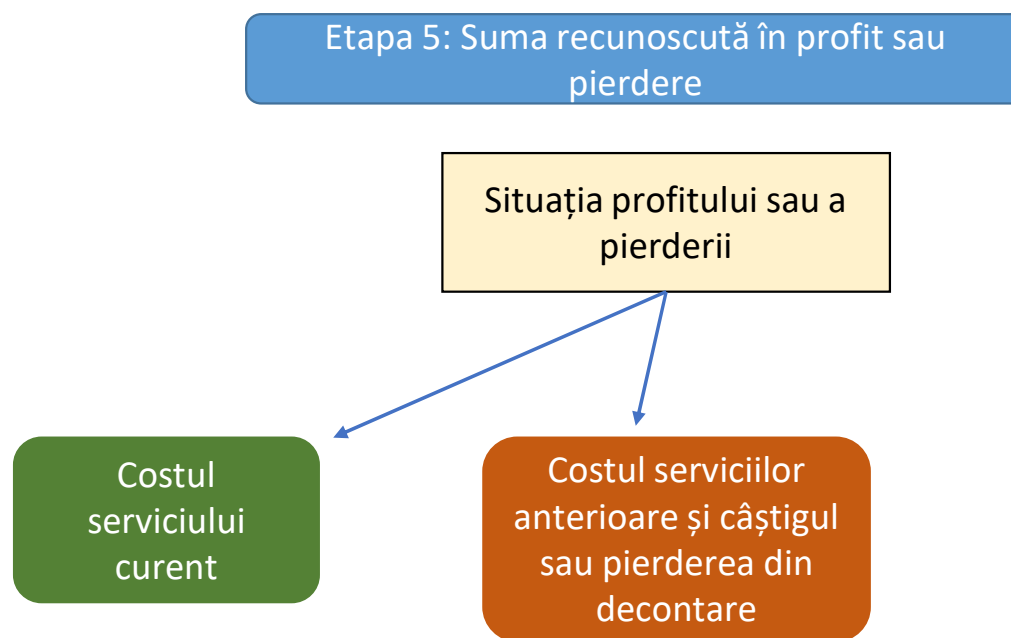 Etapa 5: Suma recunoscută în profit sau
pierdere
Situația profitului sau a
pierderii
Costul
serviciului
curent
Costul serviciilor
anterioare și câștigul
sau pierderea din
decontare